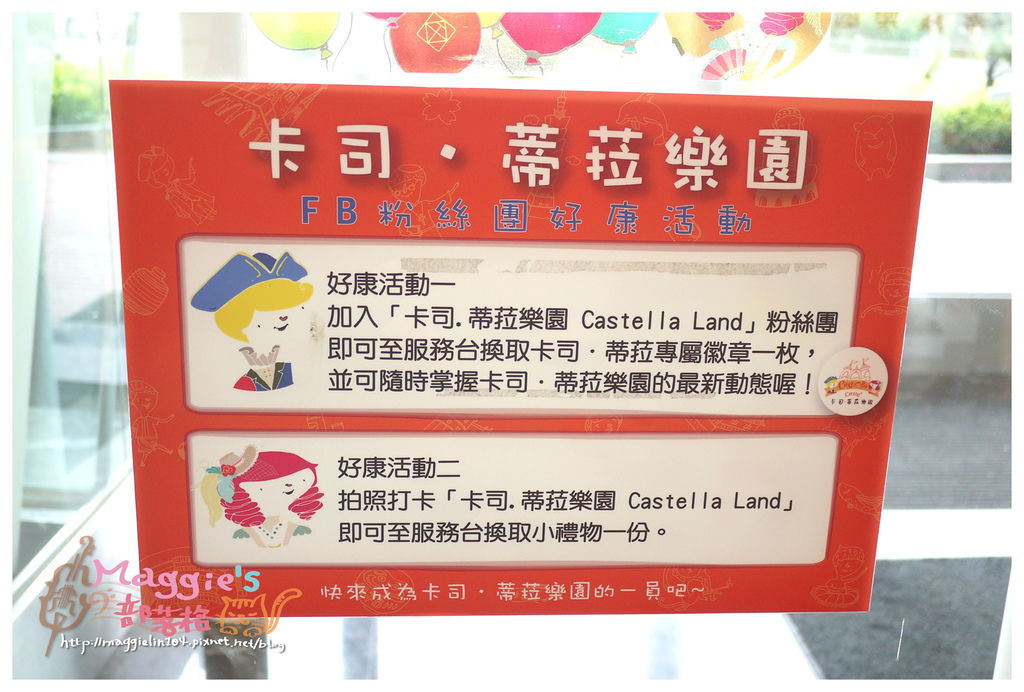 卡司·蒂菈樂園
FB粉絲團好康活動
好康活動一
加入「卡司.蒂菈樂園 Castella Land」粉絲團
即可至服務台換取卡司·蒂菈專屬徽章一枚，
並可隨時掌握卡司·蒂菈樂園的最新動態喔！
好康活動二
拍照打卡「卡司.蒂菈樂園 Castella Land」
即可至服務台換取小禮物一份。
快來成為卡司·蒂菈樂園的一員吧~
Maggie's
部落格
http://maggielin204.pixnet.net/blog